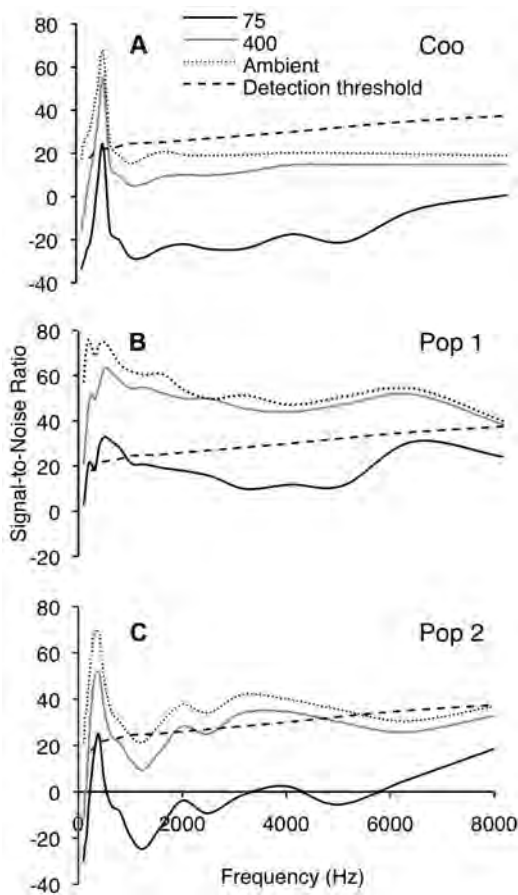 75
400
Ambient
Detection threshold
A
Coo
80
60
40
20
0
-20
-40
B
Pop 1
80
60
40
20
0
-20
Signal-to-Noise Ratio
C
Pop 2
80
60
40
20
0
-20
-40
0 2000 4000 6000 8000
Frequency (Hz)